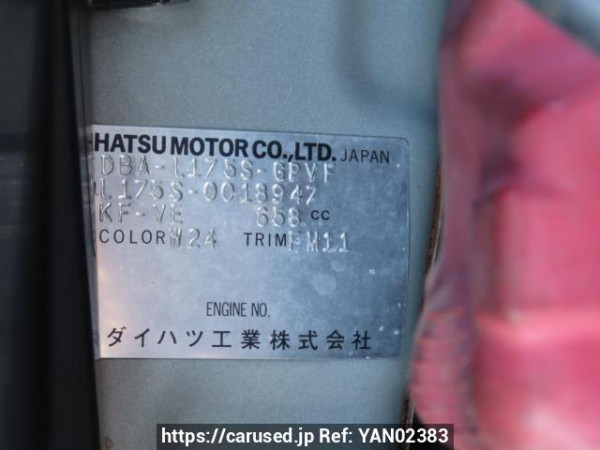 HATSU MOTOR CO.,LTD. JAPAN
DBA-L175S-GPVF
L175S-0018947
KF-VE 658 CC
COLOR W24 TRIM FM11
ENGINE NO.
ダイハツ工業株式会社
https://carused.jp Ref: YAN02383